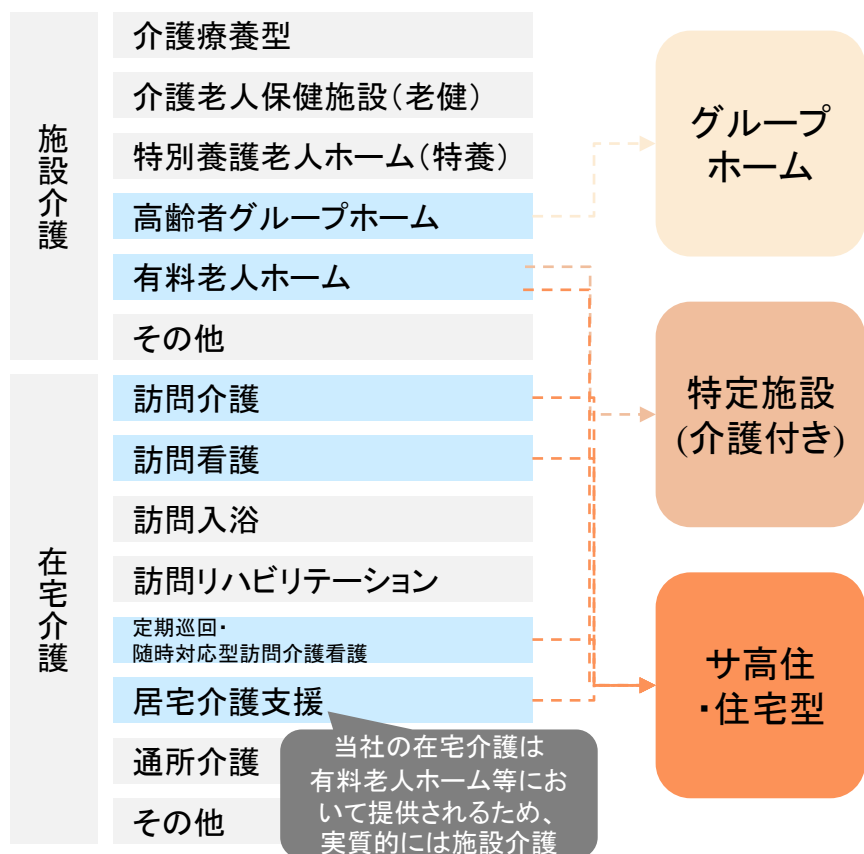 施設介護
介護療養型
介護老人保健施設（老健）
特別養護老人ホーム（特養）
高齢者グループホーム
有料老人ホーム
その他
在宅介護
訪問介護
訪問看護
訪問入浴
訪問リハビリテーション
定期巡回・
随時対応型訪問介護看護
居宅介護支援
通所介護
その他
当社の在宅介護は
有料老人ホーム等にお
いて提供されるため、
実質的には施設介護
グループ
ホーム
特定施設
(介護付き)
サ高住
・住宅型